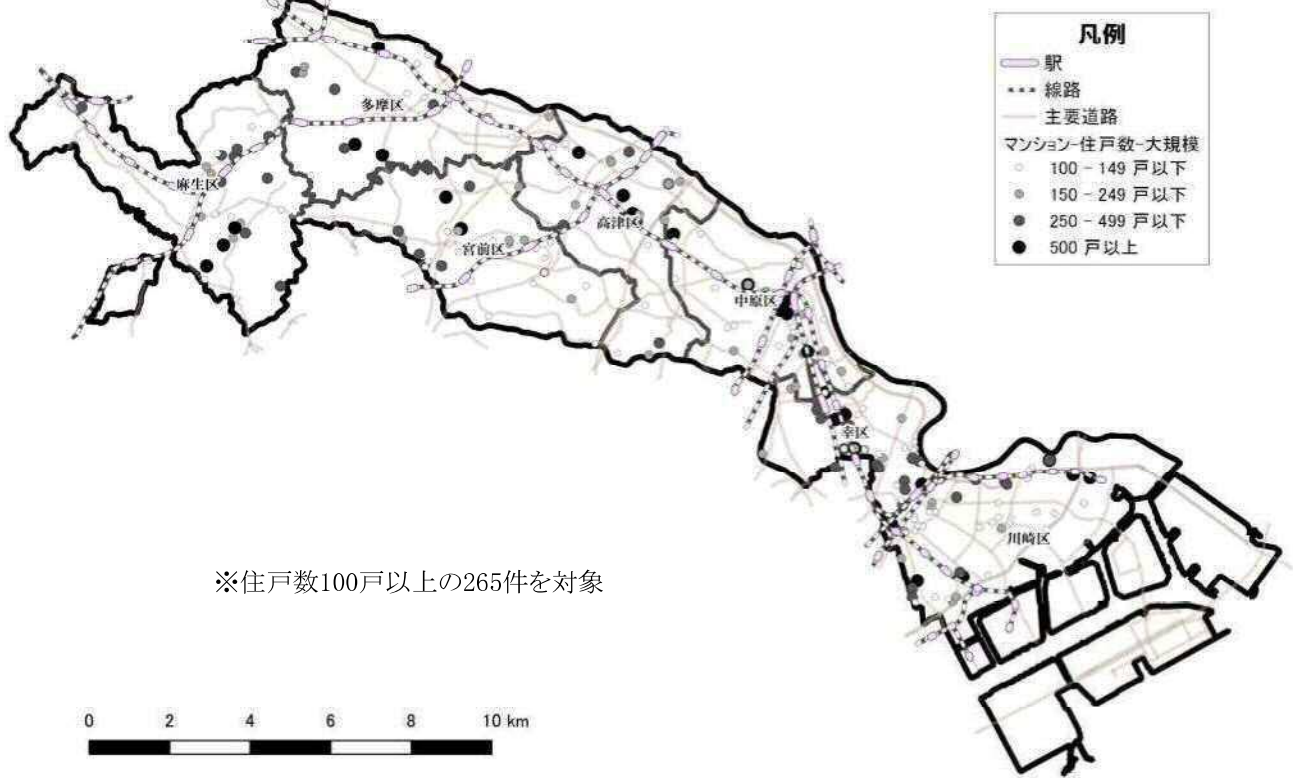 凡例
駅
線路
主要道路
マンション-住戸数-大規模
100 - 149 戸以下
150 - 249 戸以下
250 - 499 戸以下
500 戸以上
多摩区
麻生区
高津区
宮前区
中原区
幸区
川崎区
※住戸数100戸以上の265件を対象
0 2 4 6 8 10 km